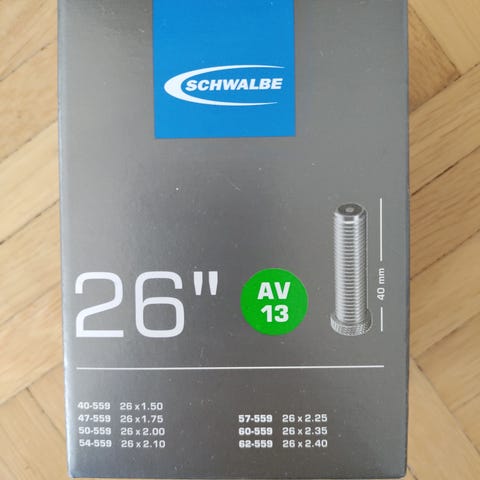 SCHWALBE
40 mm
26"
AV
13
40-559 26 x 1.50
47-559 26 x 1.75
50-559 26 x 2.00
54-559 26 x 2.10
57-559 26 x 2.25
60-559 26 x 2.35
62-559 26 x 2.40